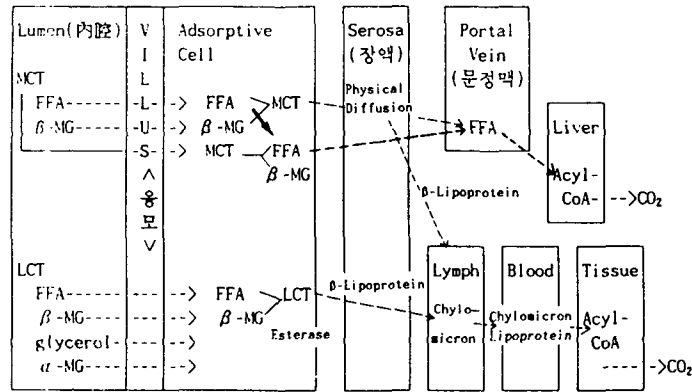 Lumen(内腔) V Adsorptive Serosa Portal
I Cell (장액) Vein
L (문정맥)
MCT L Physical
FFA ------ -L- -> FFA MCT Diffusion Liver
β-MG ----- -U- -> β-MG FFA
-S- -> MCT FFA Acyl-
β-MG CoA- -->CO₂
< β-Lipoprotein
융
모
>
LCT Lymph Blood Tissue
FFA -> FFA LCT β-Lipoprotein
β-MG -> β-MG Chylo- Chylomicron Acyl-
glycerol -> Esterase micron Lipoprotein CoA
α-MG -> ---->CO₂